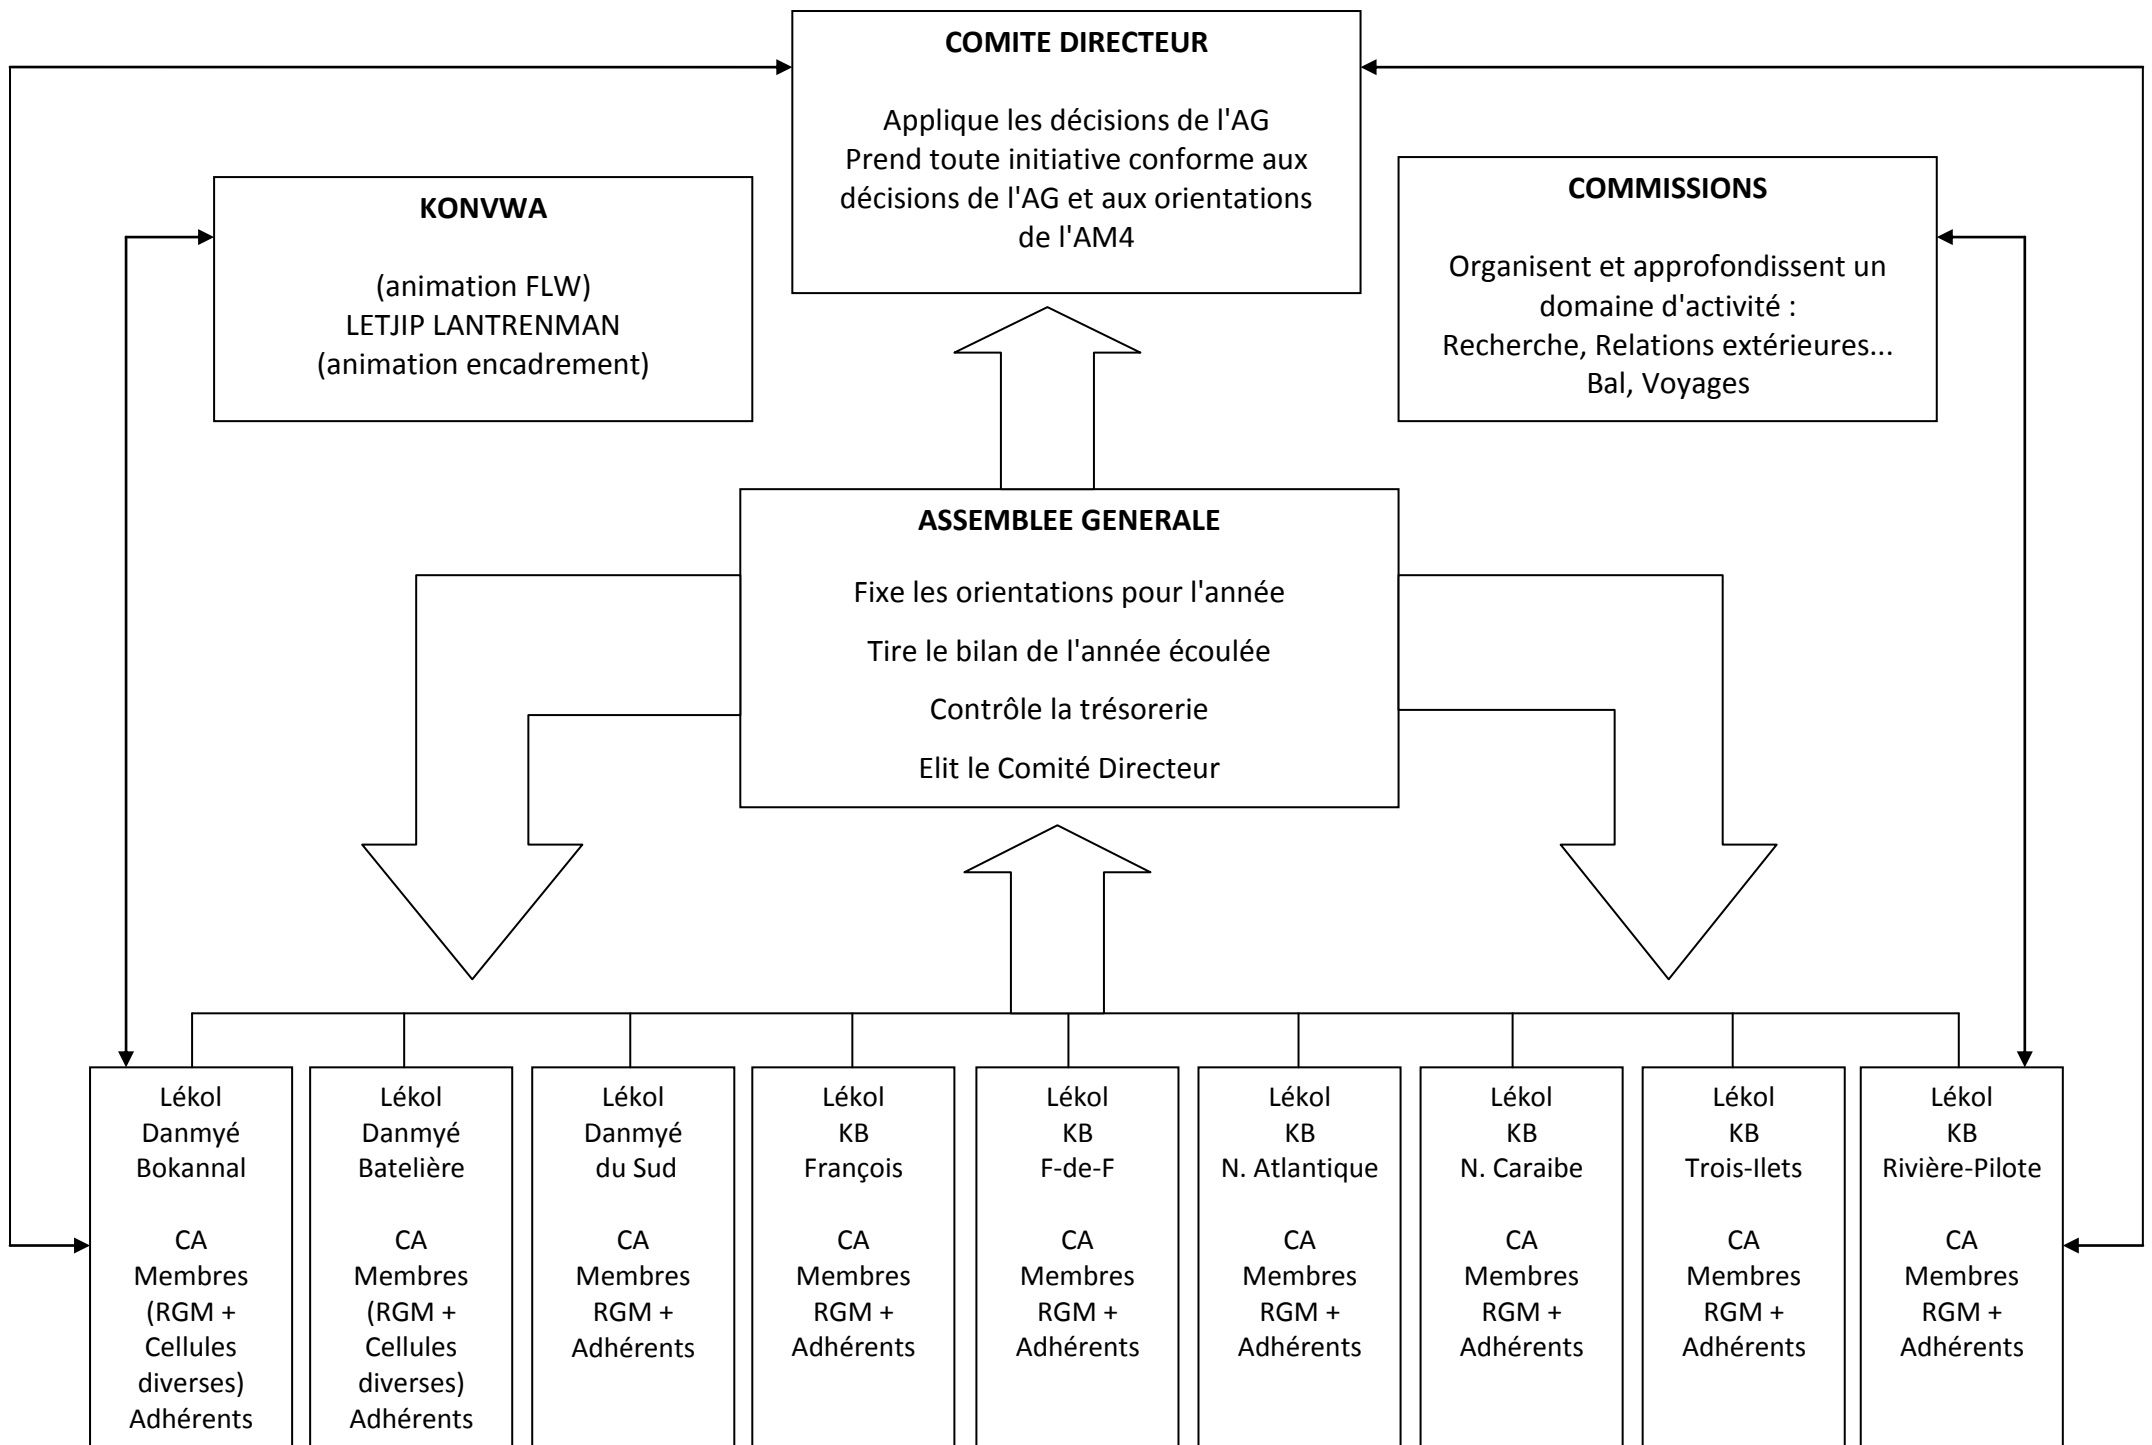 COMITE DIRECTEUR
Applique les décisions de l'AG
Prend toute initiative conforme aux
décisions de l'AG et aux orientations
de l'AM4
KONVWA
(animation FLW)
LETJIP LANTRENMAN
(animation encadrement)
COMMISSIONS
Organisent et approfondissent un
domaine d'activité :
Recherche, Relations extérieures...
Bal, Voyages
ASSEMBLEE GENERALE
Fixe les orientations pour l'année
Tire le bilan de l'année écoulée
Contrôle la trésorerie
Elit le Comité Directeur
Lékol
Danmyé
Bokannal
CA
Membres
(RGM +
Cellules
diverses)
Adhérents
Lékol
Danmyé
Batelière
CA
Membres
(RGM +
Cellules
diverses)
Adhérents
Lékol
Danmyé
du Sud
CA
Membres
RGM +
Adhérents
Lékol
KB
François
CA
Membres
RGM +
Adhérents
Lékol
KB
F-de-F
CA
Membres
RGM +
Adhérents
Lékol
KB
N. Atlantique
CA
Membres
RGM +
Adhérents
Lékol
KB
N. Caraibe
CA
Membres
RGM +
Adhérents
Lékol
KB
Trois-Ilets
CA
Membres
RGM +
Adhérents
Lékol
KB
Rivière-Pilote
CA
Membres
RGM +
Adhérents